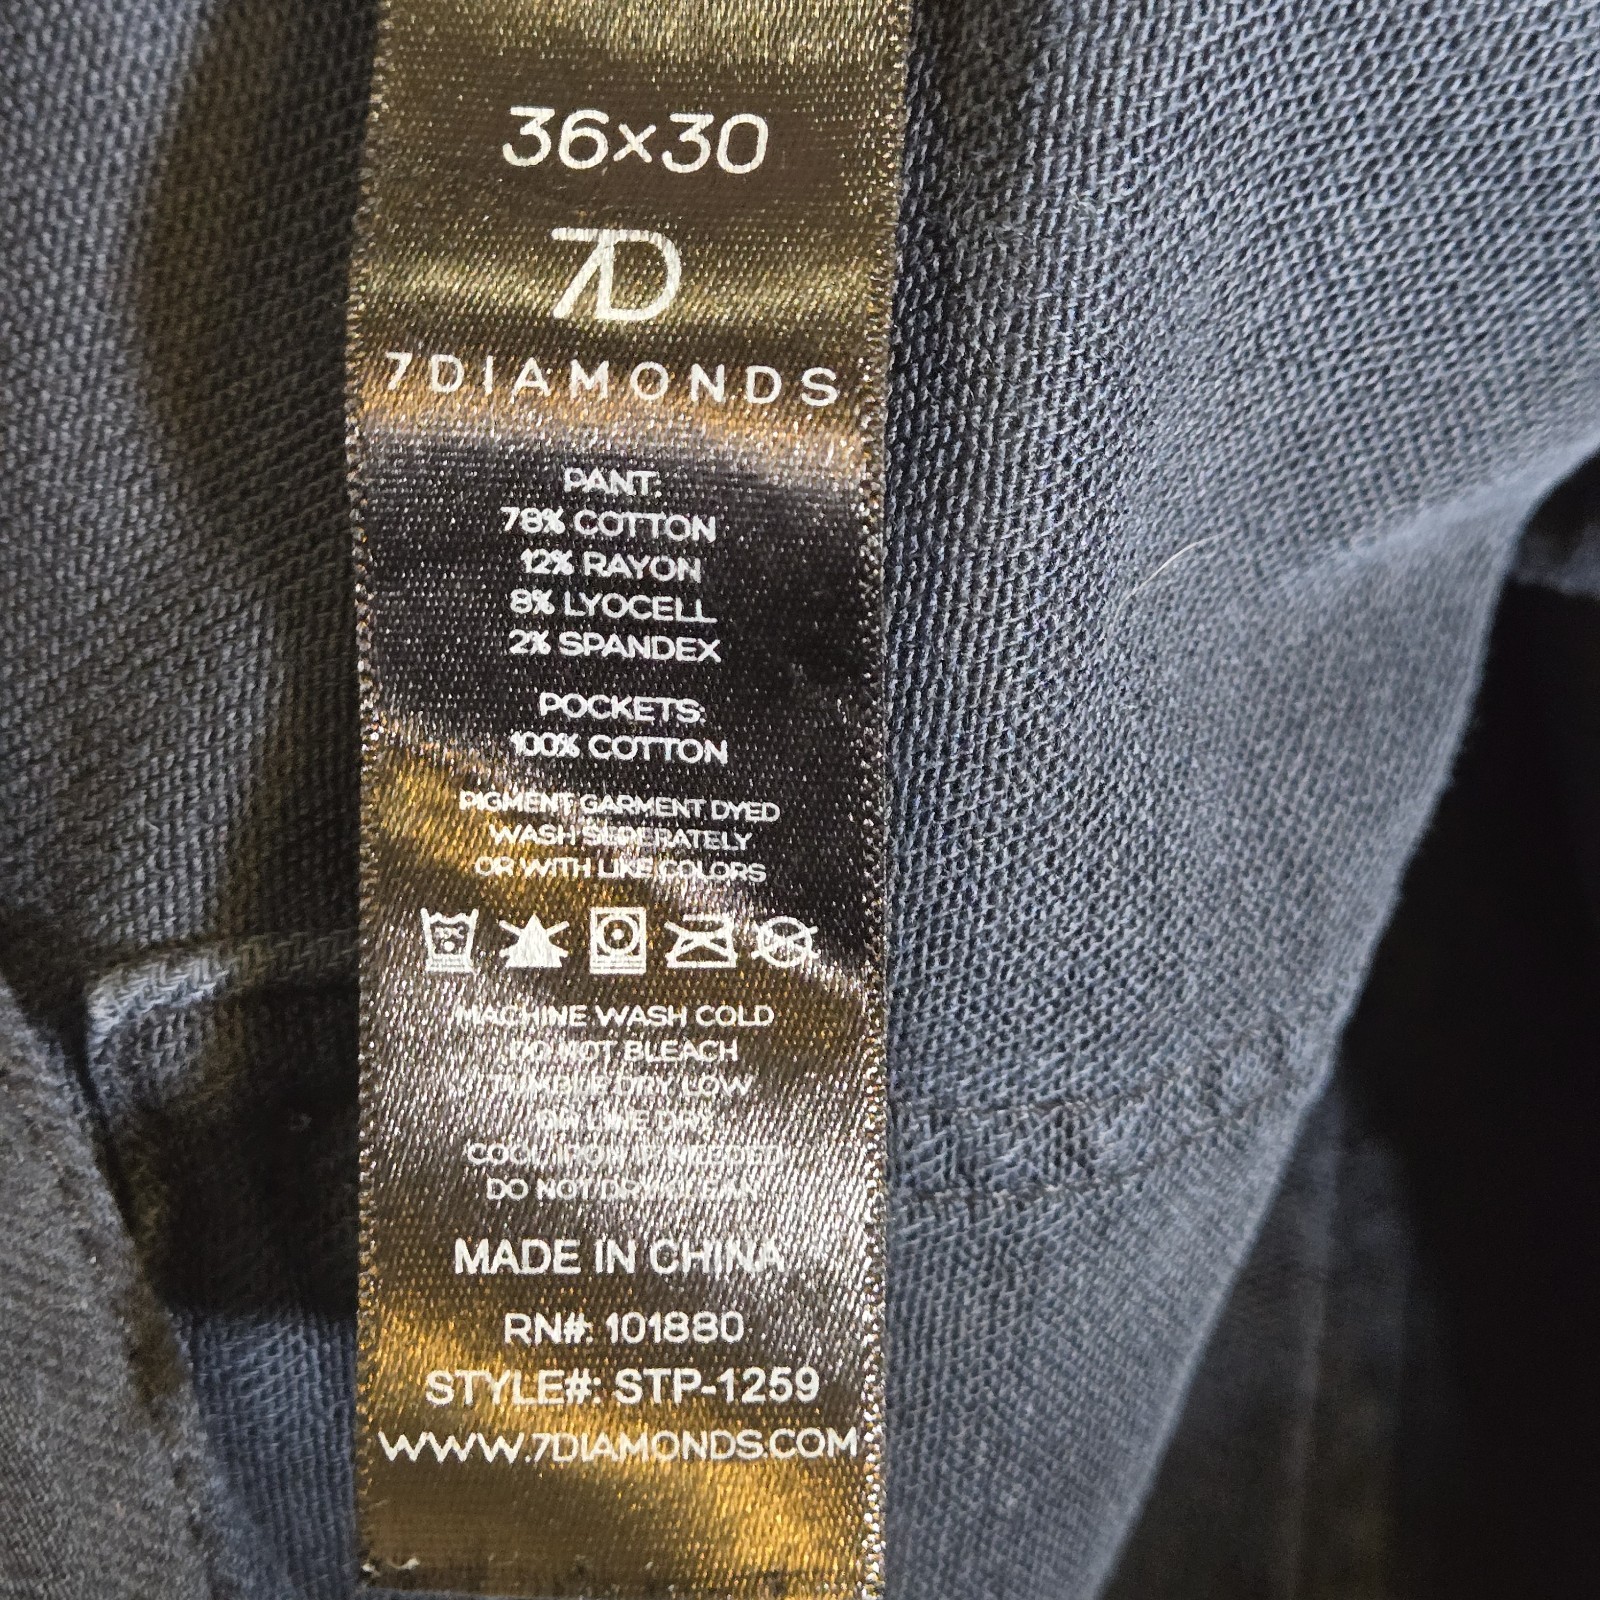 36×30
7D
7DIAMONDS
PANT:
78% COTTON
12% RAYON
8% LYOCELL
2% SPANDEX
POCKETS:
100% COTTON
PIGMENT GARMENT DYED
WASH SEPERATELY
OR WITH LIKE COLORS
MACHINE WASH COLD
DO NOT BLEACH
TUMBLE DRY LOW
OR LINE DRY
COOL IRON IF NEEDED
DO NOT DRY CLEAN
MADE IN CHINA
RN#: 101880
STYLE#: STP-1259
WWW.7DIAMONDS.COM